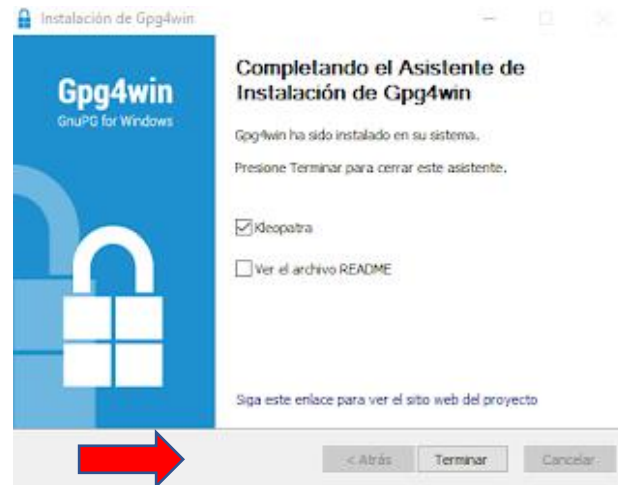 Instalación de Gpg4win
Gpg4win
GnuPG for Windows
Completando el Asistente de
Instalación de Gpg4win
Gpg4win ha sido instalado en su sistema.
Presione Terminar para cerrar este asistente.
Kleopatra
Ver el archivo README
Siga este enlace para ver el sitio web del proyecto
< Atrás
Terminar
Cancelar